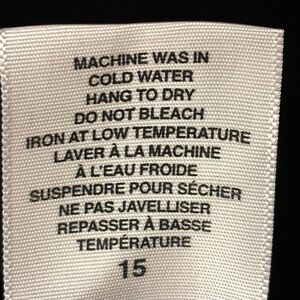 MACHINE WAS IN
COLD WATER
HANG TO DRY
DO NOT BLEACH
IRON AT LOW TEMPERATURE
LAVER À LA MACHINE
À L'EAU FROIDE
SUSPENDRE POUR SÉCHER
NE PAS JAVELLISER
REPASSER À BASSE
TEMPÉRATURE
15